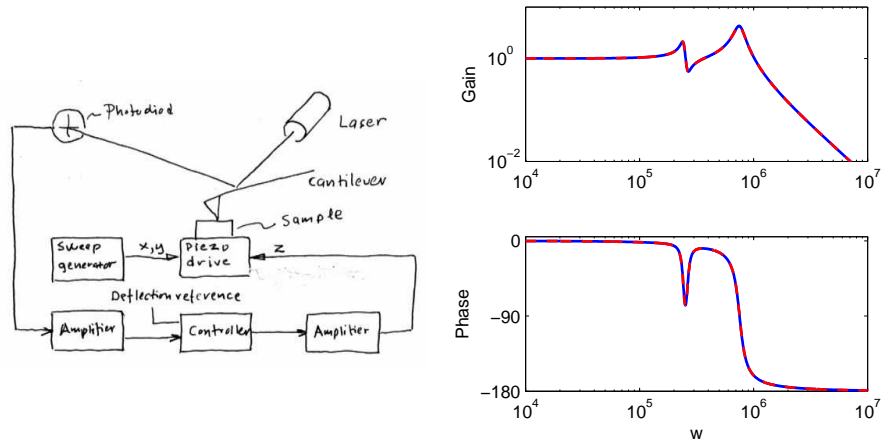 Photodiod
Laser
cantilever
Sample
Sweep
generator
x,y
Piezo
drive
z
Deflection reference
Amplifier
Controller
Amplifier
10^0
10^-2
Gain
10^4
10^5
10^6
10^7
0
-90
-180
Phase
10^4
10^5
10^6
10^7
w